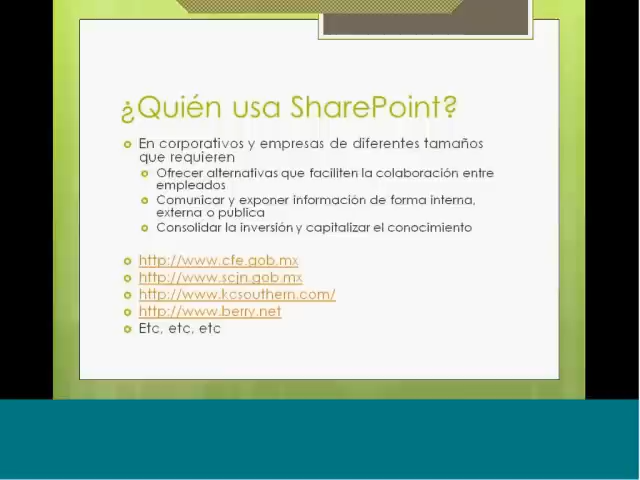 ¿Quién usa SharePoint?
En corporativos y empresas de diferentes tamaños
que requieren
Ofrecer alternativas que faciliten la colaboración entre
empleados
Comunicar y exponer información de forma interna,
externa o publica
Consolidar la inversión y capitalizar el conocimiento
http://www.cfe.gob.mx
http://www.scjn.gob.mx
http://www.kcsouthern.com/
http://www.berry.net
Etc, etc, etc